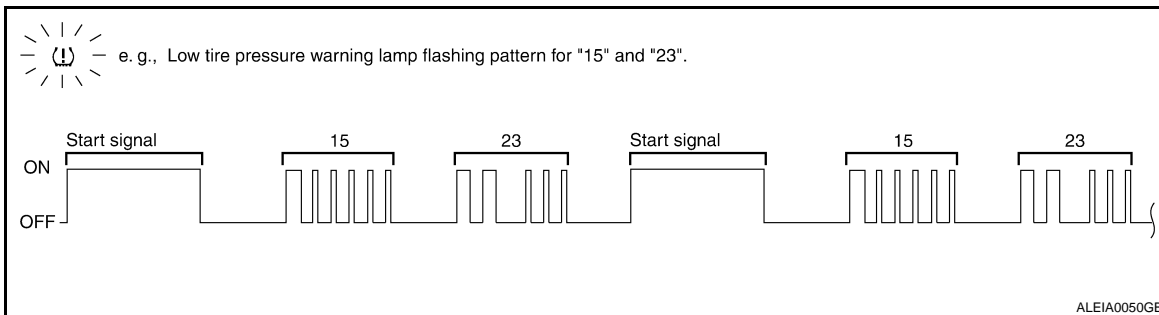 e. g., Low tire pressure warning lamp flashing pattern for "15" and "23".
Start signal 15 23 Start signal 15 23
ON
OFF
ALEIA0050GB